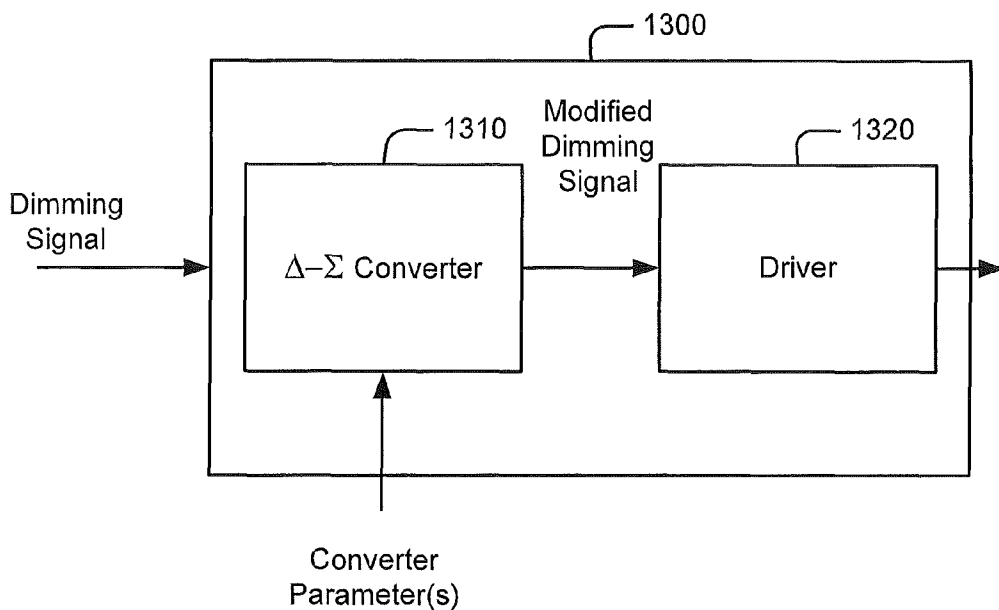 1300
Modified
Dimming
Signal
1310
1320
Dimming
Signal
Δ–Σ Converter
Driver
Converter
Parameter(s)